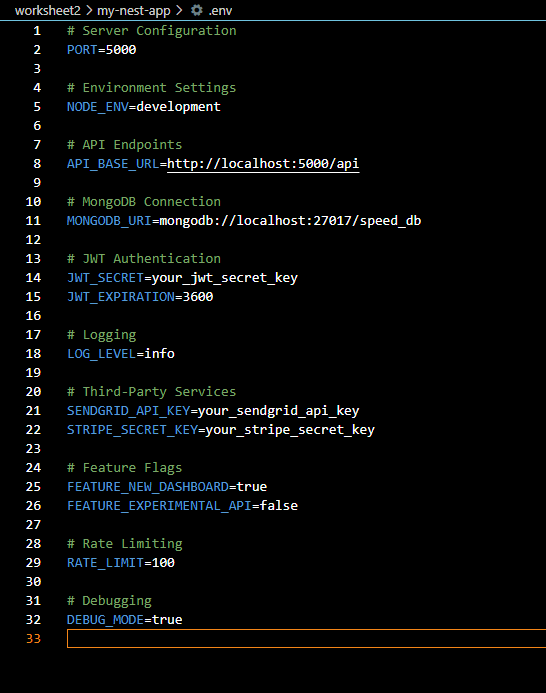 worksheet2 > my-nest-app > .env
1 # Server Configuration
2 PORT=5000
3
4 # Environment Settings
5 NODE_ENV=development
6
7 # API Endpoints
8 API_BASE_URL=http://localhost:5000/api
9
10 # MongoDB Connection
11 MONGODB_URI=mongodb://localhost:27017/speed_db
12
13 # JWT Authentication
14 JWT_SECRET=your_jwt_secret_key
15 JWT_EXPIRATION=3600
16
17 # Logging
18 LOG_LEVEL=info
19
20 # Third-Party Services
21 SENDGRID_API_KEY=your_sendgrid_api_key
22 STRIPE_SECRET_KEY=your_stripe_secret_key
23
24 # Feature Flags
25 FEATURE_NEW_DASHBOARD=true
26 FEATURE_EXPERIMENTAL_API=false
27
28 # Rate Limiting
29 RATE_LIMIT=100
30
31 # Debugging
32 DEBUG_MODE=true
33